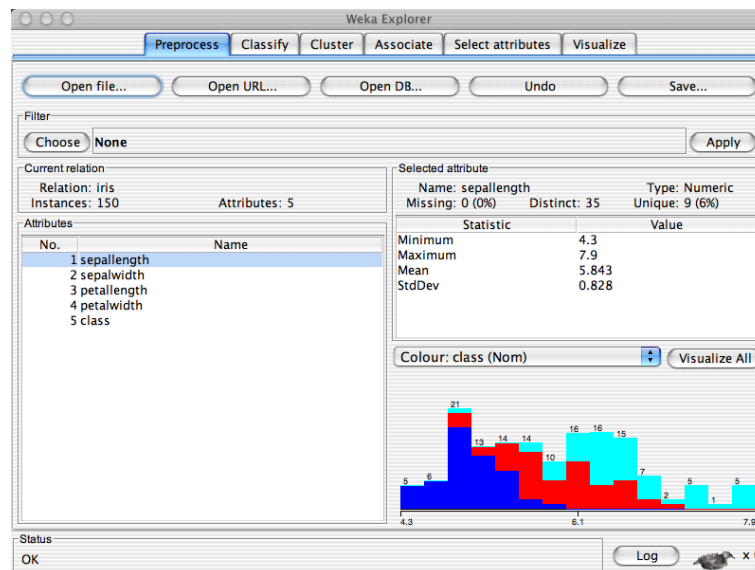 Weka Explorer
Preprocess Classify Cluster Associate Select attributes Visualize
Open file... Open URL... Open DB... Undo Save...
Filter
Choose None Apply
Current relation
Relation: iris
Instances: 150 Attributes: 5
Selected attribute
Name: sepallength Type: Numeric
Missing: 0 (0%) Distinct: 35 Unique: 9 (6%)
Attributes
No. Name
1 sepallength
2 sepalwidth
3 petallength
4 petalwidth
5 class
Statistic Value
Minimum 4.3
Maximum 7.9
Mean 5.843
StdDev 0.828
Colour: class (Nom) Visualize All
5 6 21 13 14 14 10 16 16 15 7 2 5 1 5
4.3 6.1 7.9
Status
OK
Log x